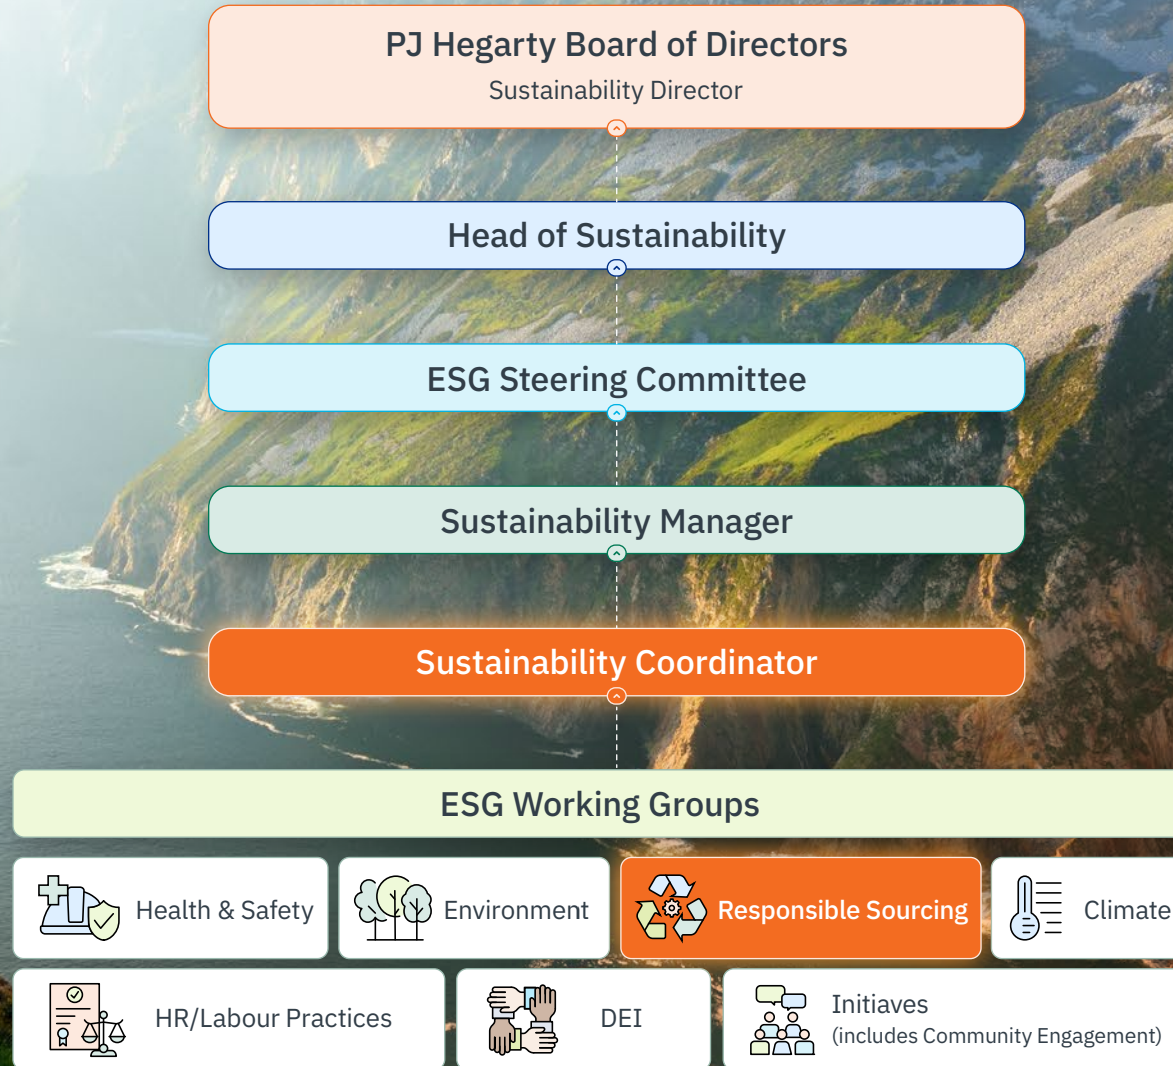 PJ Hegarty Board of Directors
Sustainability Director
Head of Sustainability
ESG Steering Committee
Sustainability Manager
Sustainability Coordinator
ESG Working Groups
Health & Safety
Environment
Responsible Sourcing
Climate
HR/Labour Practices
DEI
Initiaves
(includes Community Engagement)